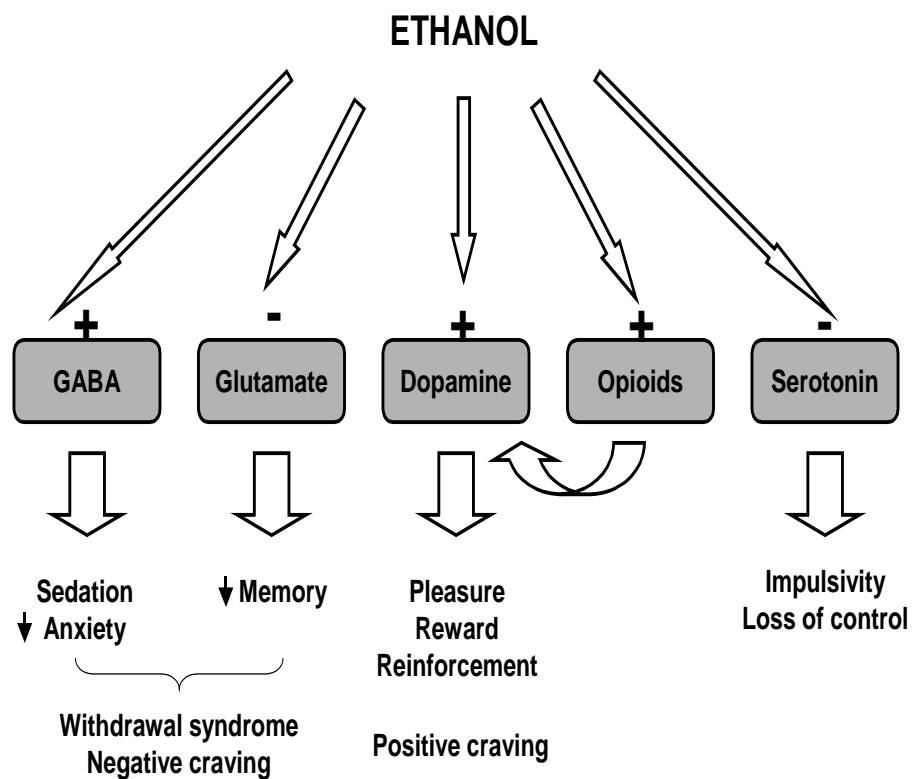 ETHANOL
+
-
+
+
-
GABA
Glutamate
Dopamine
Opioids
Serotonin
Sedation
Anxiety
Memory
Pleasure
Reward
Reinforcement
Impulsivity
Loss of control
Withdrawal syndrome
Negative craving
Positive craving